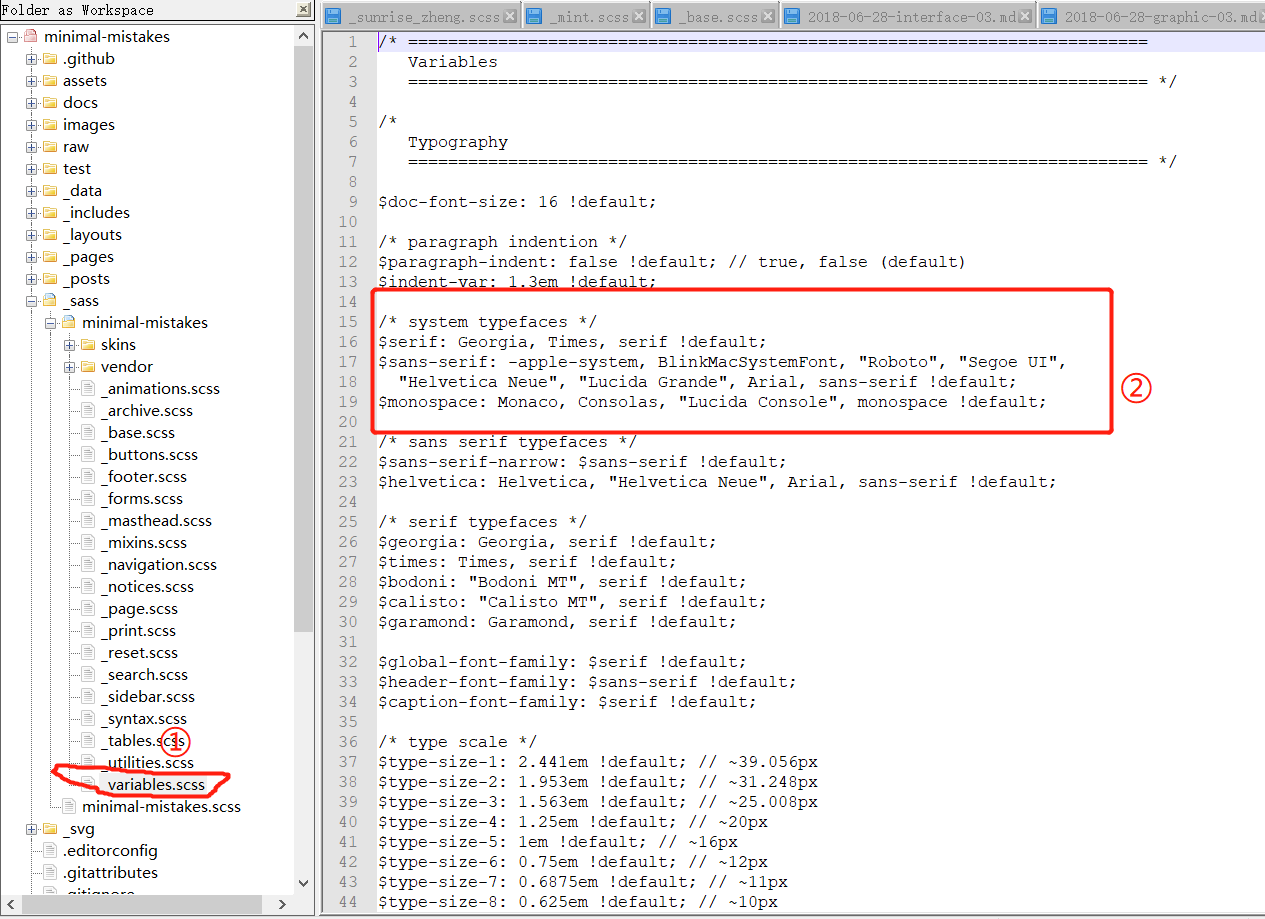 Folder as Workspace
minimal-mistakes
.github
assets
docs
images
raw
test
_data
_includes
_layouts
_pages
_posts
_sass
minimal-mistakes
skins
vendor
_animations.scss
_archive.scss
_base.scss
_buttons.scss
_footer.scss
_forms.scss
_masthead.scss
_mixins.scss
_navigation.scss
_notices.scss
_page.scss
_print.scss
_reset.scss
_search.scss
_sidebar.scss
_syntax.scss
_tables.scss
①
_utilities.scss
_variables.scss
minimal-mistakes.scss
_svg
.editorconfig
.gitattributes
.gitignore
_sunrise_zheng.scss
_mint.scss
_base.scss
2018-06-28-interface-03.md
2018-06-28-graphic-03.md
1 /* ==========================================================================
2 Variables
3 ========================================================================== */
4
5 /*
6 Typography
7 ========================================================================== */
8
9 $doc-font-size: 16 !default;
10
11 /* paragraph indention */
12 $paragraph-indent: false !default; // true, false (default)
13 $indent-var: 1.3em !default;
14
15 /* system typefaces */
16 $serif: Georgia, Times, serif !default;
17 $sans-serif: -apple-system, BlinkMacSystemFont, "Roboto", "Segoe UI",
18 "Helvetica Neue", "Lucida Grande", Arial, sans-serif !default;
19 $monospace: Monaco, Consolas, "Lucida Console", monospace !default;
②
20
21 /* sans serif typefaces */
22 $sans-serif-narrow: $sans-serif !default;
23 $helvetica: Helvetica, "Helvetica Neue", Arial, sans-serif !default;
24
25 /* serif typefaces */
26 $georgia: Georgia, serif !default;
27 $times: Times, serif !default;
28 $bodoni: "Bodoni MT", serif !default;
29 $calisto: "Calisto MT", serif !default;
30 $garamond: Garamond, serif !default;
31
32 $global-font-family: $serif !default;
33 $header-font-family: $sans-serif !default;
34 $caption-font-family: $serif !default;
35
36 /* type scale */
37 $type-size-1: 2.441em !default; // ~39.056px
38 $type-size-2: 1.953em !default; // ~31.248px
39 $type-size-3: 1.563em !default; // ~25.008px
40 $type-size-4: 1.25em !default; // ~20px
41 $type-size-5: 1em !default; // ~16px
42 $type-size-6: 0.75em !default; // ~12px
43 $type-size-7: 0.6875em !default; // ~11px
44 $type-size-8: 0.625em !default; // ~10px